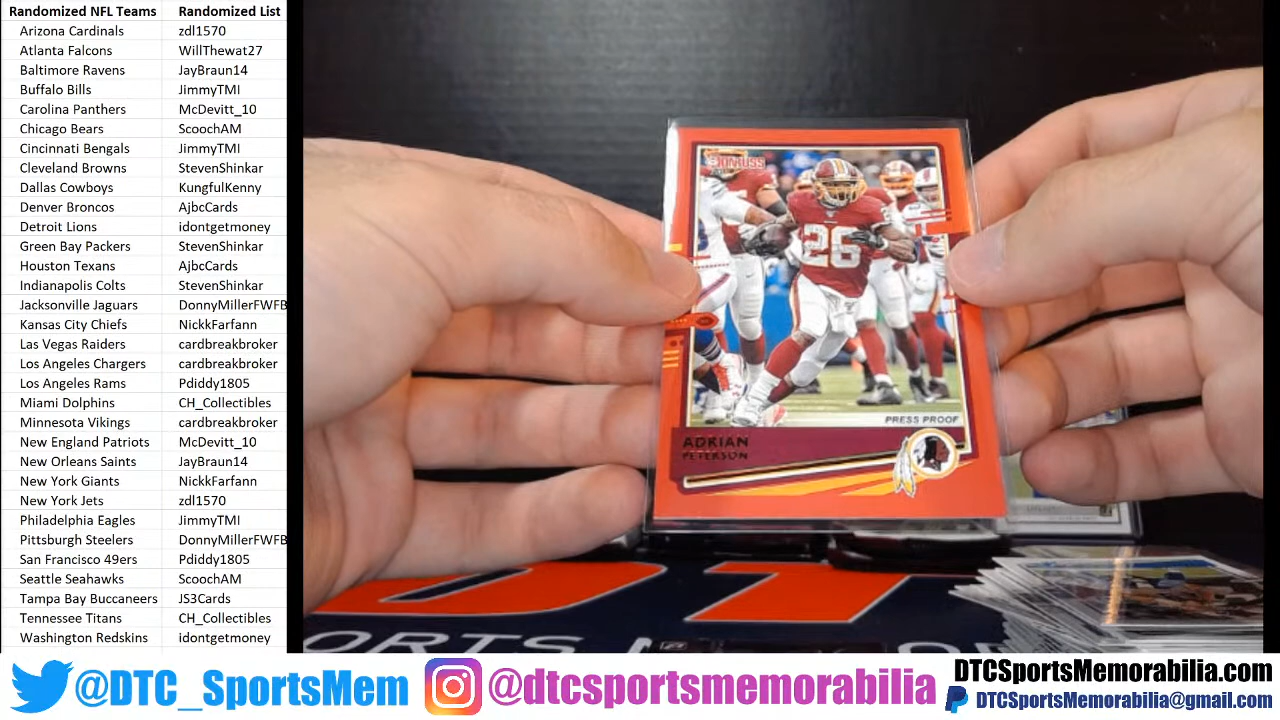 Randomized NFL Teams Randomized List
Arizona Cardinals zdl1570
Atlanta Falcons WillThewat27
Baltimore Ravens JayBraun14
Buffalo Bills JimmyTMI
Carolina Panthers McDevitt_10
Chicago Bears ScoochAM
Cincinnati Bengals JimmyTMI
Cleveland Browns StevenShinkar
Dallas Cowboys KungfulKenny
Denver Broncos AjbcCards
Detroit Lions idontgetmoney
Green Bay Packers StevenShinkar
Houston Texans AjbcCards
Indianapolis Colts StevenShinkar
Jacksonville Jaguars DonnyMillerFWFB
Kansas City Chiefs NickkFarfann
Las Vegas Raiders cardbreakbroker
Los Angeles Chargers cardbreakbroker
Los Angeles Rams Pdiddy1805
Miami Dolphins CH_Collectibles
Minnesota Vikings cardbreakbroker
New England Patriots McDevitt_10
New Orleans Saints JayBraun14
New York Giants NickkFarfann
New York Jets zdl1570
Philadelphia Eagles JimmyTMI
Pittsburgh Steelers DonnyMillerFWFB
San Francisco 49ers Pdiddy1805
Seattle Seahawks ScoochAM
Tampa Bay Buccaneers JS3Cards
Tennessee Titans CH_Collectibles
Washington Redskins idontgetmoney
DONRUSS
26
PRESS PROOF
ADRIAN
PETERSON
DT
ORTS M
@DTC_SportsMem
@dtcsportsmemorabilia
DTCSportsMemorabilia.com
DTCSportsMemorabilia@gmail.com